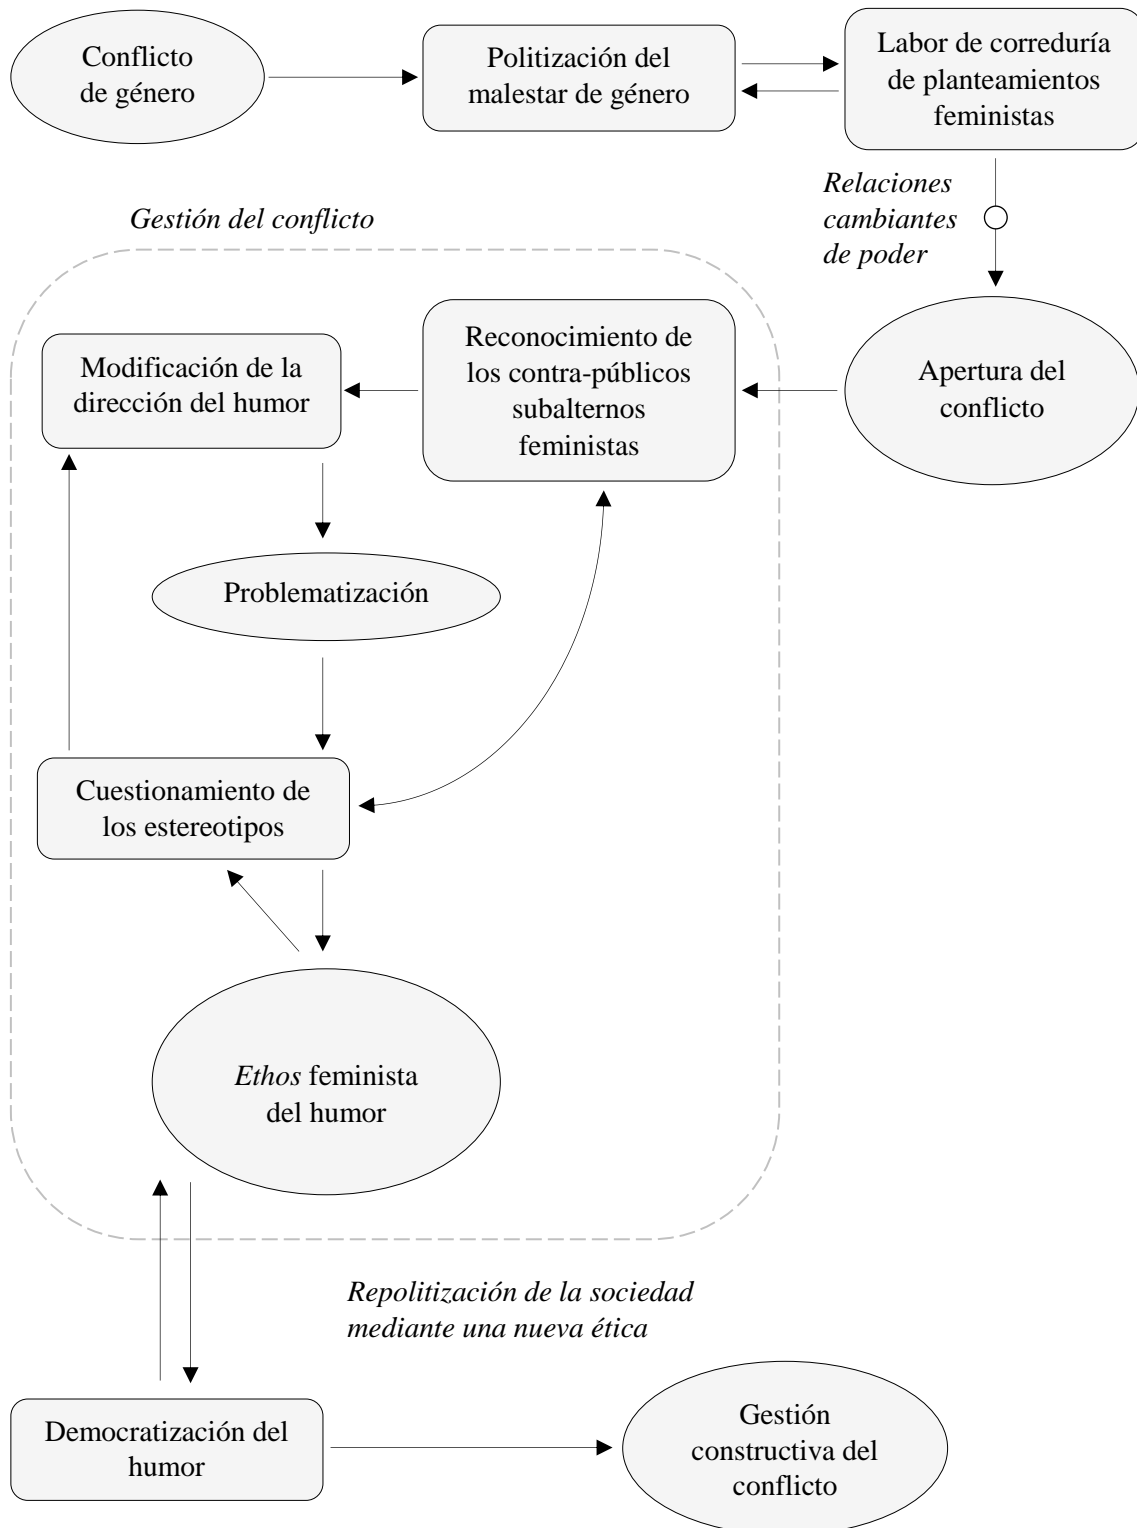 Conflicto
de género
Politización del
malestar de género
Labor de correduría
de planteamientos
feministas
Relaciones
cambiantes
de poder
Gestión del conflicto
Modificación de la
dirección del humor
Reconocimiento de
los contra-públicos
subalternos
feministas
Apertura del
conflicto
Problematización
Cuestionamiento de
los estereotipos
Ethos feminista
del humor
Repolitización de la sociedad
mediante una nueva ética
Democratización del
humor
Gestión
constructiva del
conflicto